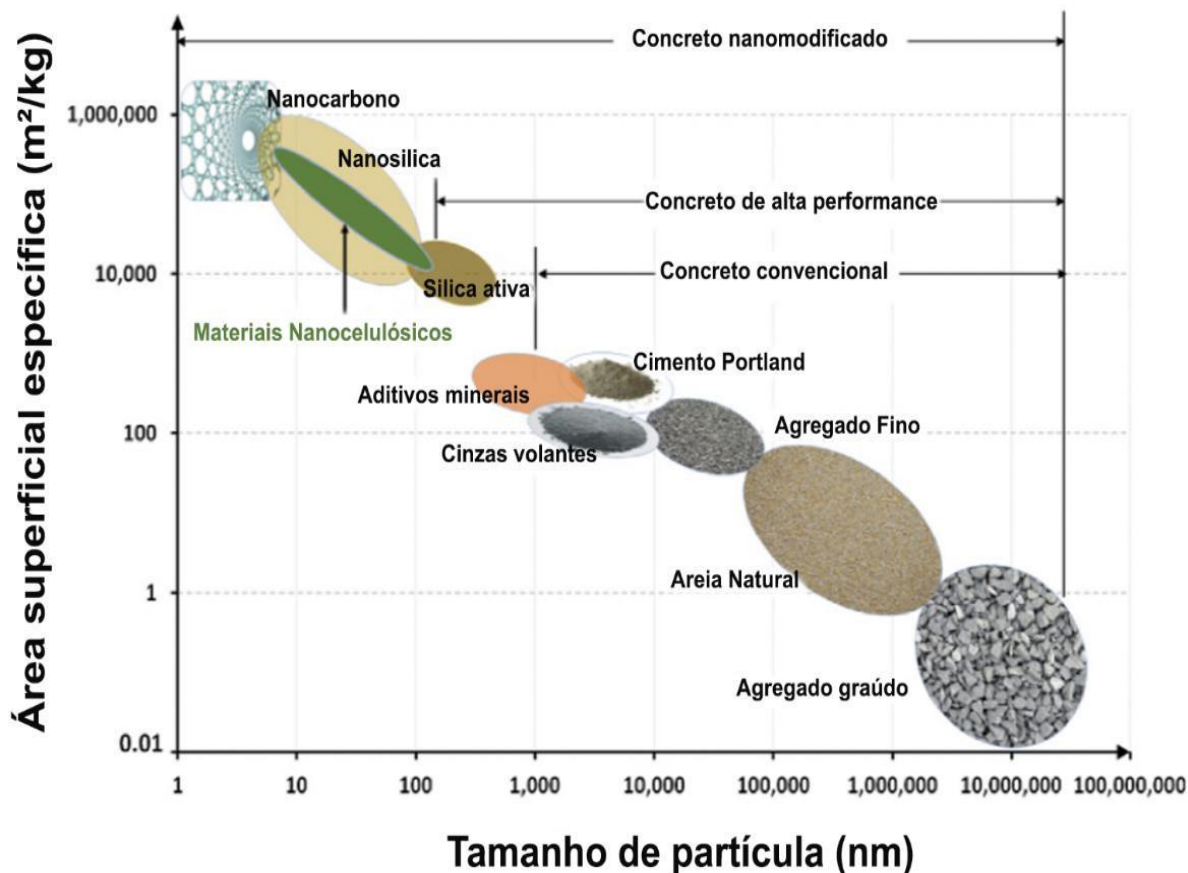 Concreto nanomodificado
Nanocarbono
1,000,000
Nanosilica
Concreto de alta performance
Concreto convencional
10,000
Silica ativa
Materiais Nanocelulósicos
Cimento Portland
Aditivos minerais
Agregado Fino
100
Cinzas volantes
Areia Natural
1
Agregado graúdo
0.01
1 10 100 1,000 10,000 100,000 1,000,000 10,000,000 100,000,000
Tamanho de partícula (nm)
Área superficial específica (m²/kg)